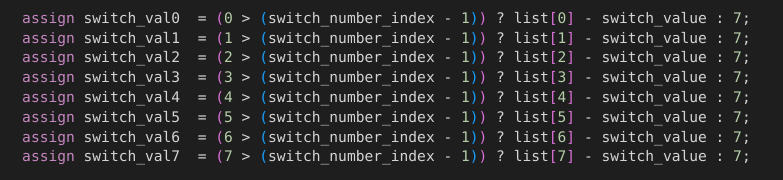 assign switch_val0  = (0 > (switch_number_index - 1)) ? list[0] - switch_value : 7;
assign switch_val1  = (1 > (switch_number_index - 1)) ? list[1] - switch_value : 7;
assign switch_val2  = (2 > (switch_number_index - 1)) ? list[2] - switch_value : 7;
assign switch_val3  = (3 > (switch_number_index - 1)) ? list[3] - switch_value : 7;
assign switch_val4  = (4 > (switch_number_index - 1)) ? list[4] - switch_value : 7;
assign switch_val5  = (5 > (switch_number_index - 1)) ? list[5] - switch_value : 7;
assign switch_val6  = (6 > (switch_number_index - 1)) ? list[6] - switch_value : 7;
assign switch_val7  = (7 > (switch_number_index - 1)) ? list[7] - switch_value : 7;